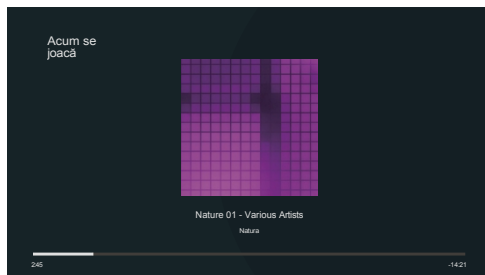 Acum se
joacă
Nature 01 - Various Artists
Natura
2:45
-14:21